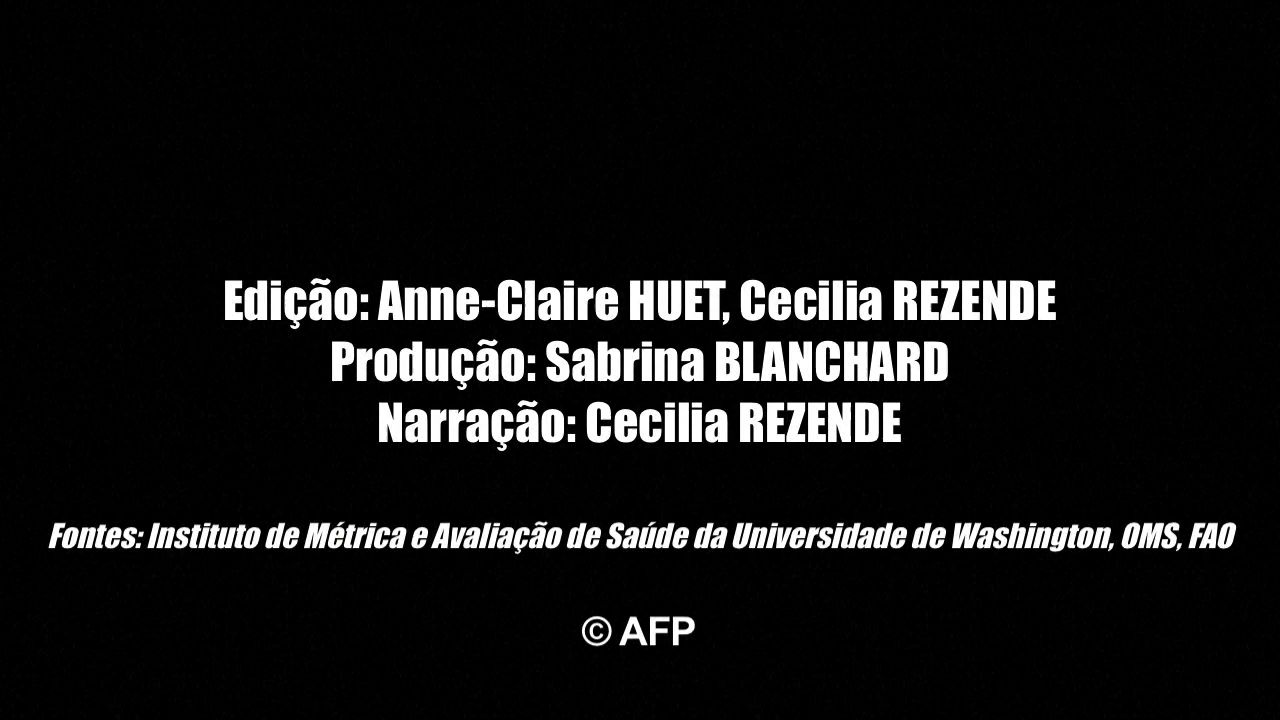 Edição: Anne-Claire HUET, Cecilia REZENDE
Produção: Sabrina BLANCHARD
Narração: Cecilia REZENDE
Fontes: Instituto de Métrica e Avaliação de Saúde da Universidade de Washington, OMS, FAO
© AFP